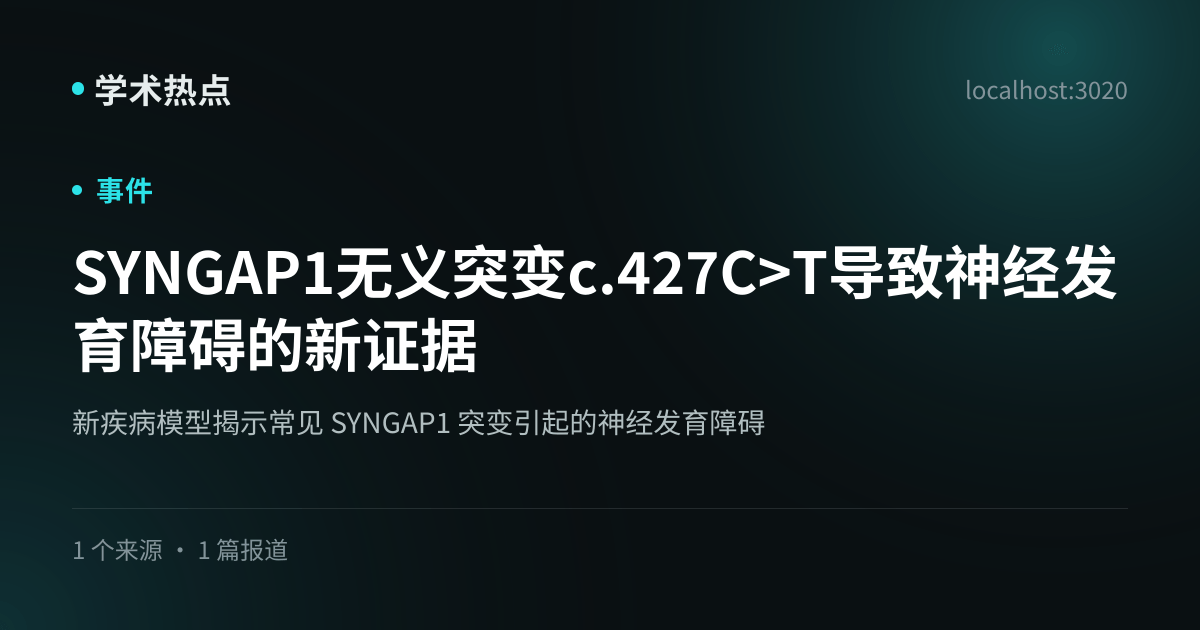 学术热点
localhost:3020
事件
SYNGAP1无义突变c.427C>T导致神经发
育障碍的新证据
新疾病模型揭示常见 SYNGAP1 突变引起的神经发育障碍
1 个来源 · 1 篇报道